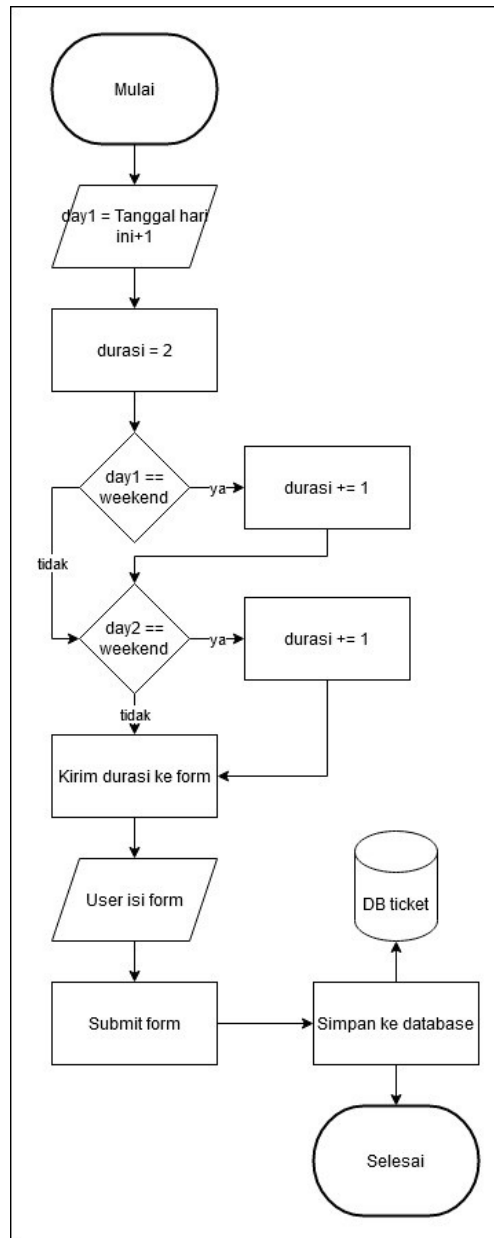 Mulai
day1 = Tanggal hari
ini+1
durasi = 2
day1 ==
weekend
ya
durasi += 1
tidak
day2 ==
weekend
ya
durasi += 1
tidak
Kirim durasi ke form
User isi form
DB ticket
Submit form
Simpan ke database
Selesai